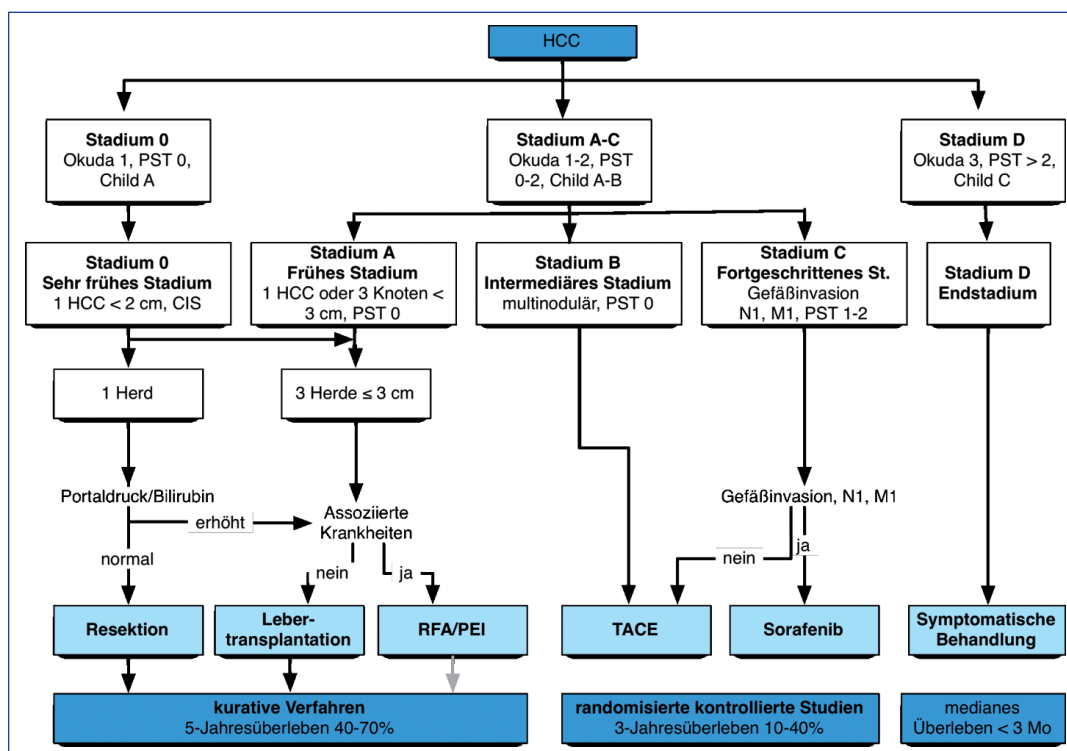 HCC
Stadium 0
Okuda 1, PST 0,
Child A
Stadium A-C
Okuda 1-2, PST
0-2, Child A-B
Stadium D
Okuda 3, PST > 2,
Child C
Stadium 0
Sehr frühes Stadium
1 HCC < 2 cm, CIS
Stadium A
Frühes Stadium
1 HCC oder 3 Knoten <
3 cm, PST 0
Stadium B
Intermediäres Stadium
multinodulär, PST 0
Stadium C
Fortgeschrittenes St.
Gefäßinvasion
N1, M1, PST 1-2
Stadium D
Endstadium
1 Herd
3 Herde ≤ 3 cm
Portaldruck/Bilirubin
erhöht
normal
Assoziierte
Krankheiten
nein
ja
Gefäßinvasion, N1, M1
nein
ja
Resektion
Leber-
transplantation
RFA/PEI
TACE
Sorafenib
Symptomatische
Behandlung
kurative Verfahren
5-Jahresüberleben 40-70%
randomisierte kontrollierte Studien
3-Jahresüberleben 10-40%
medianes
Überleben < 3 Mo